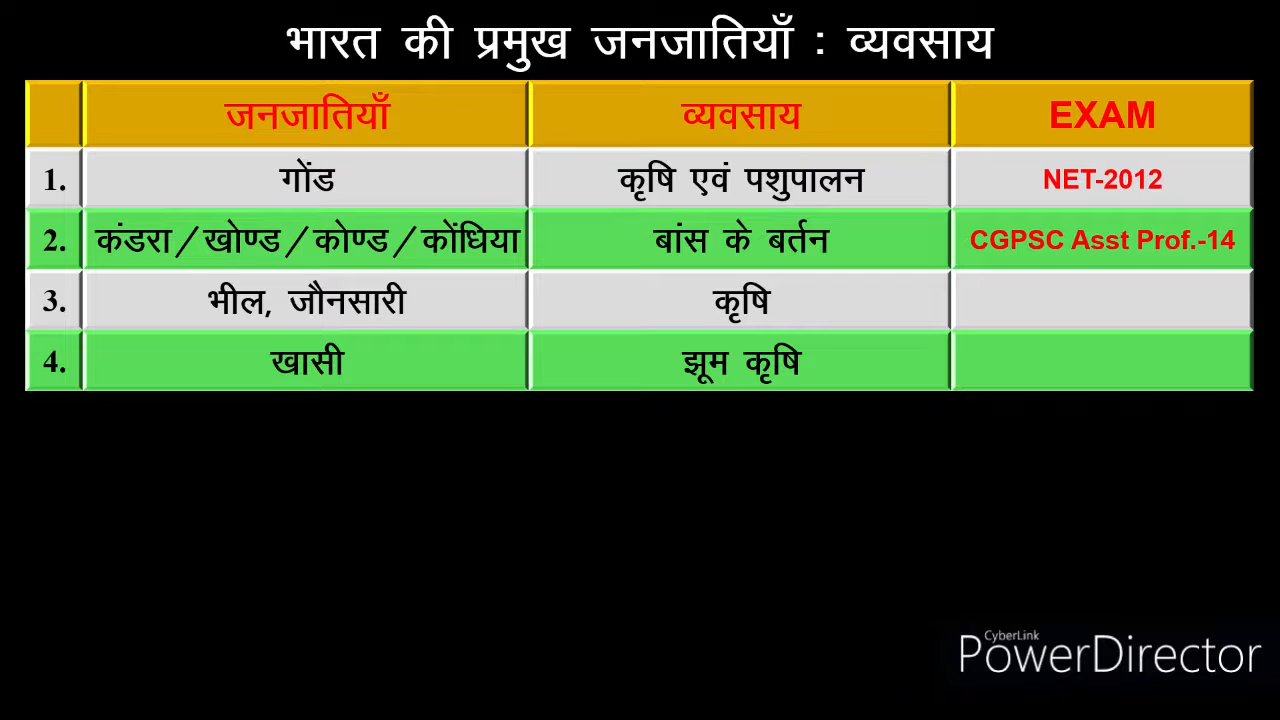 भारत की प्रमुख जनजातियाँ : व्यवसाय
जनजातियाँ व्यवसाय EXAM
1. गोंड कृषि एवं पशुपालन NET-2012
2. कंडरा/खोण्ड/कोण्ड/कोंधिया बांस के बर्तन CGPSC Asst Prof.-14
3. भील, जौनसारी कृषि
4. खासी झूम कृषि
CyberLink
PowerDirector